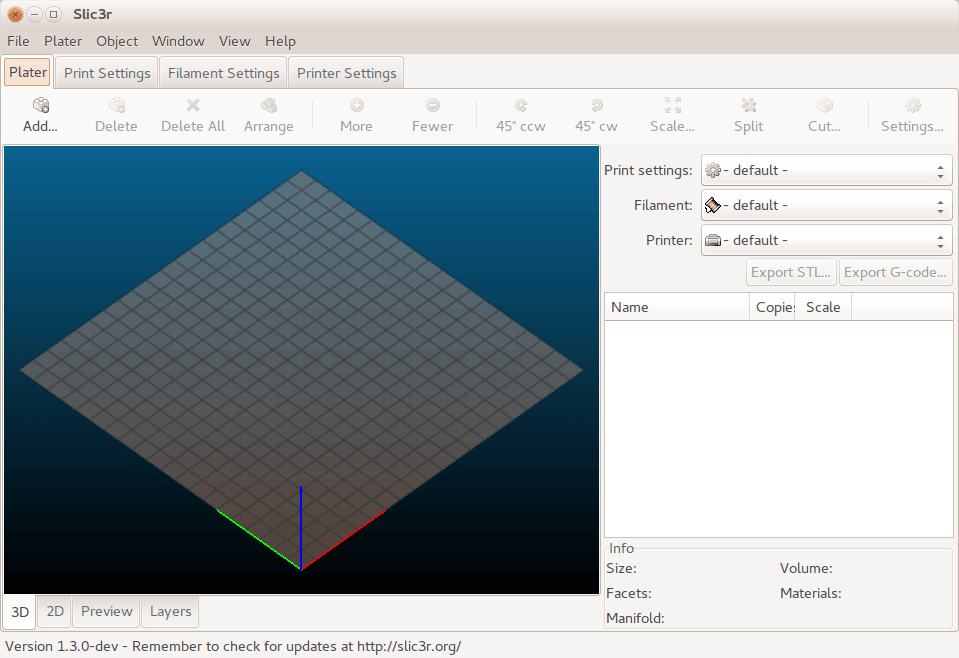 Slic3r
File Plater Object Window View Help
Plater Print Settings Filament Settings Printer Settings
Add... Delete Delete All Arrange More Fewer 45° ccw 45° cw Scale... Split Cut... Settings...
Print settings: - default -
Filament: - default -
Printer: - default -
Export STL... Export G-code...
Name Copies Scale
Info
Size: Volume:
Facets: Materials:
Manifold:
3D 2D Preview Layers
Version 1.3.0-dev - Remember to check for updates at http://slic3r.org/